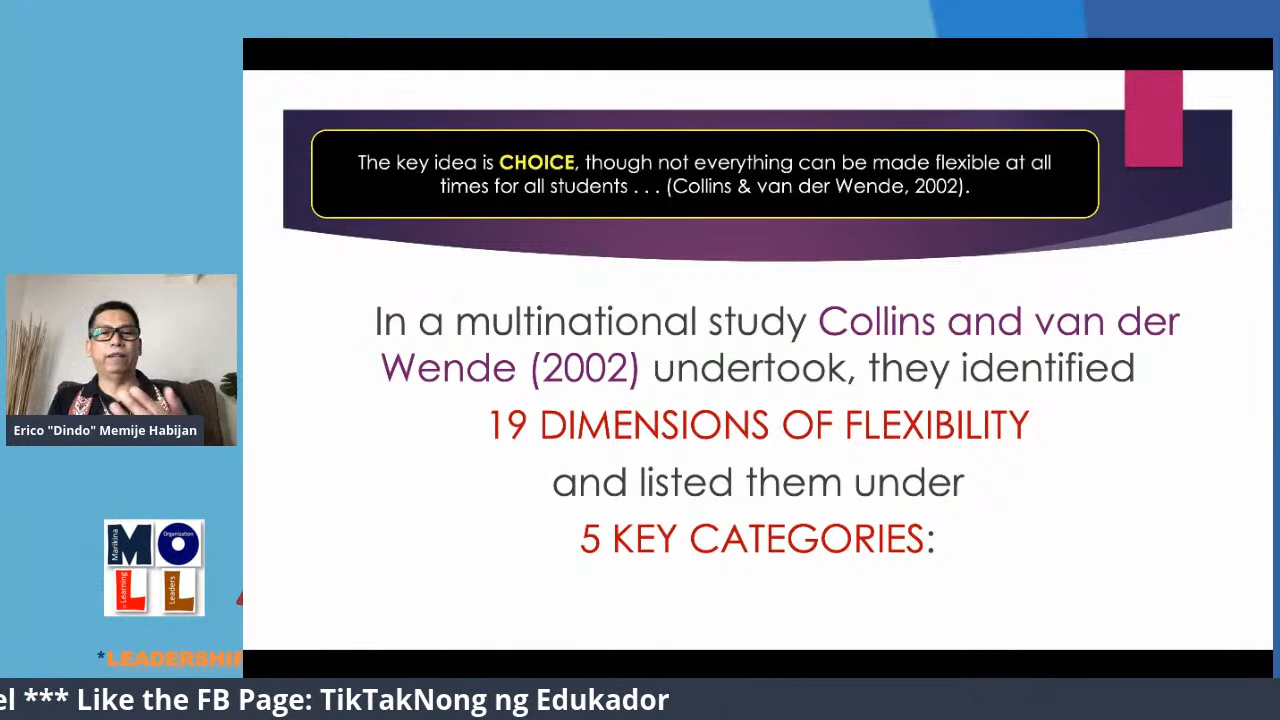 The key idea is CHOICE, though not everything can be made flexible at all
times for all students . . . (Collins & van der Wende, 2002).
In a multinational study Collins and van der
Wende (2002) undertook, they identified
19 DIMENSIONS OF FLEXIBILITY
and listed them under
5 KEY CATEGORIES:
Erico "Dindo" Memije Habijan
Marikina
M
O
Organization
of Learning
L
Leaders
L
*LEADERSHIP
el *** Like the FB Page: TikTakNong ng Edukador